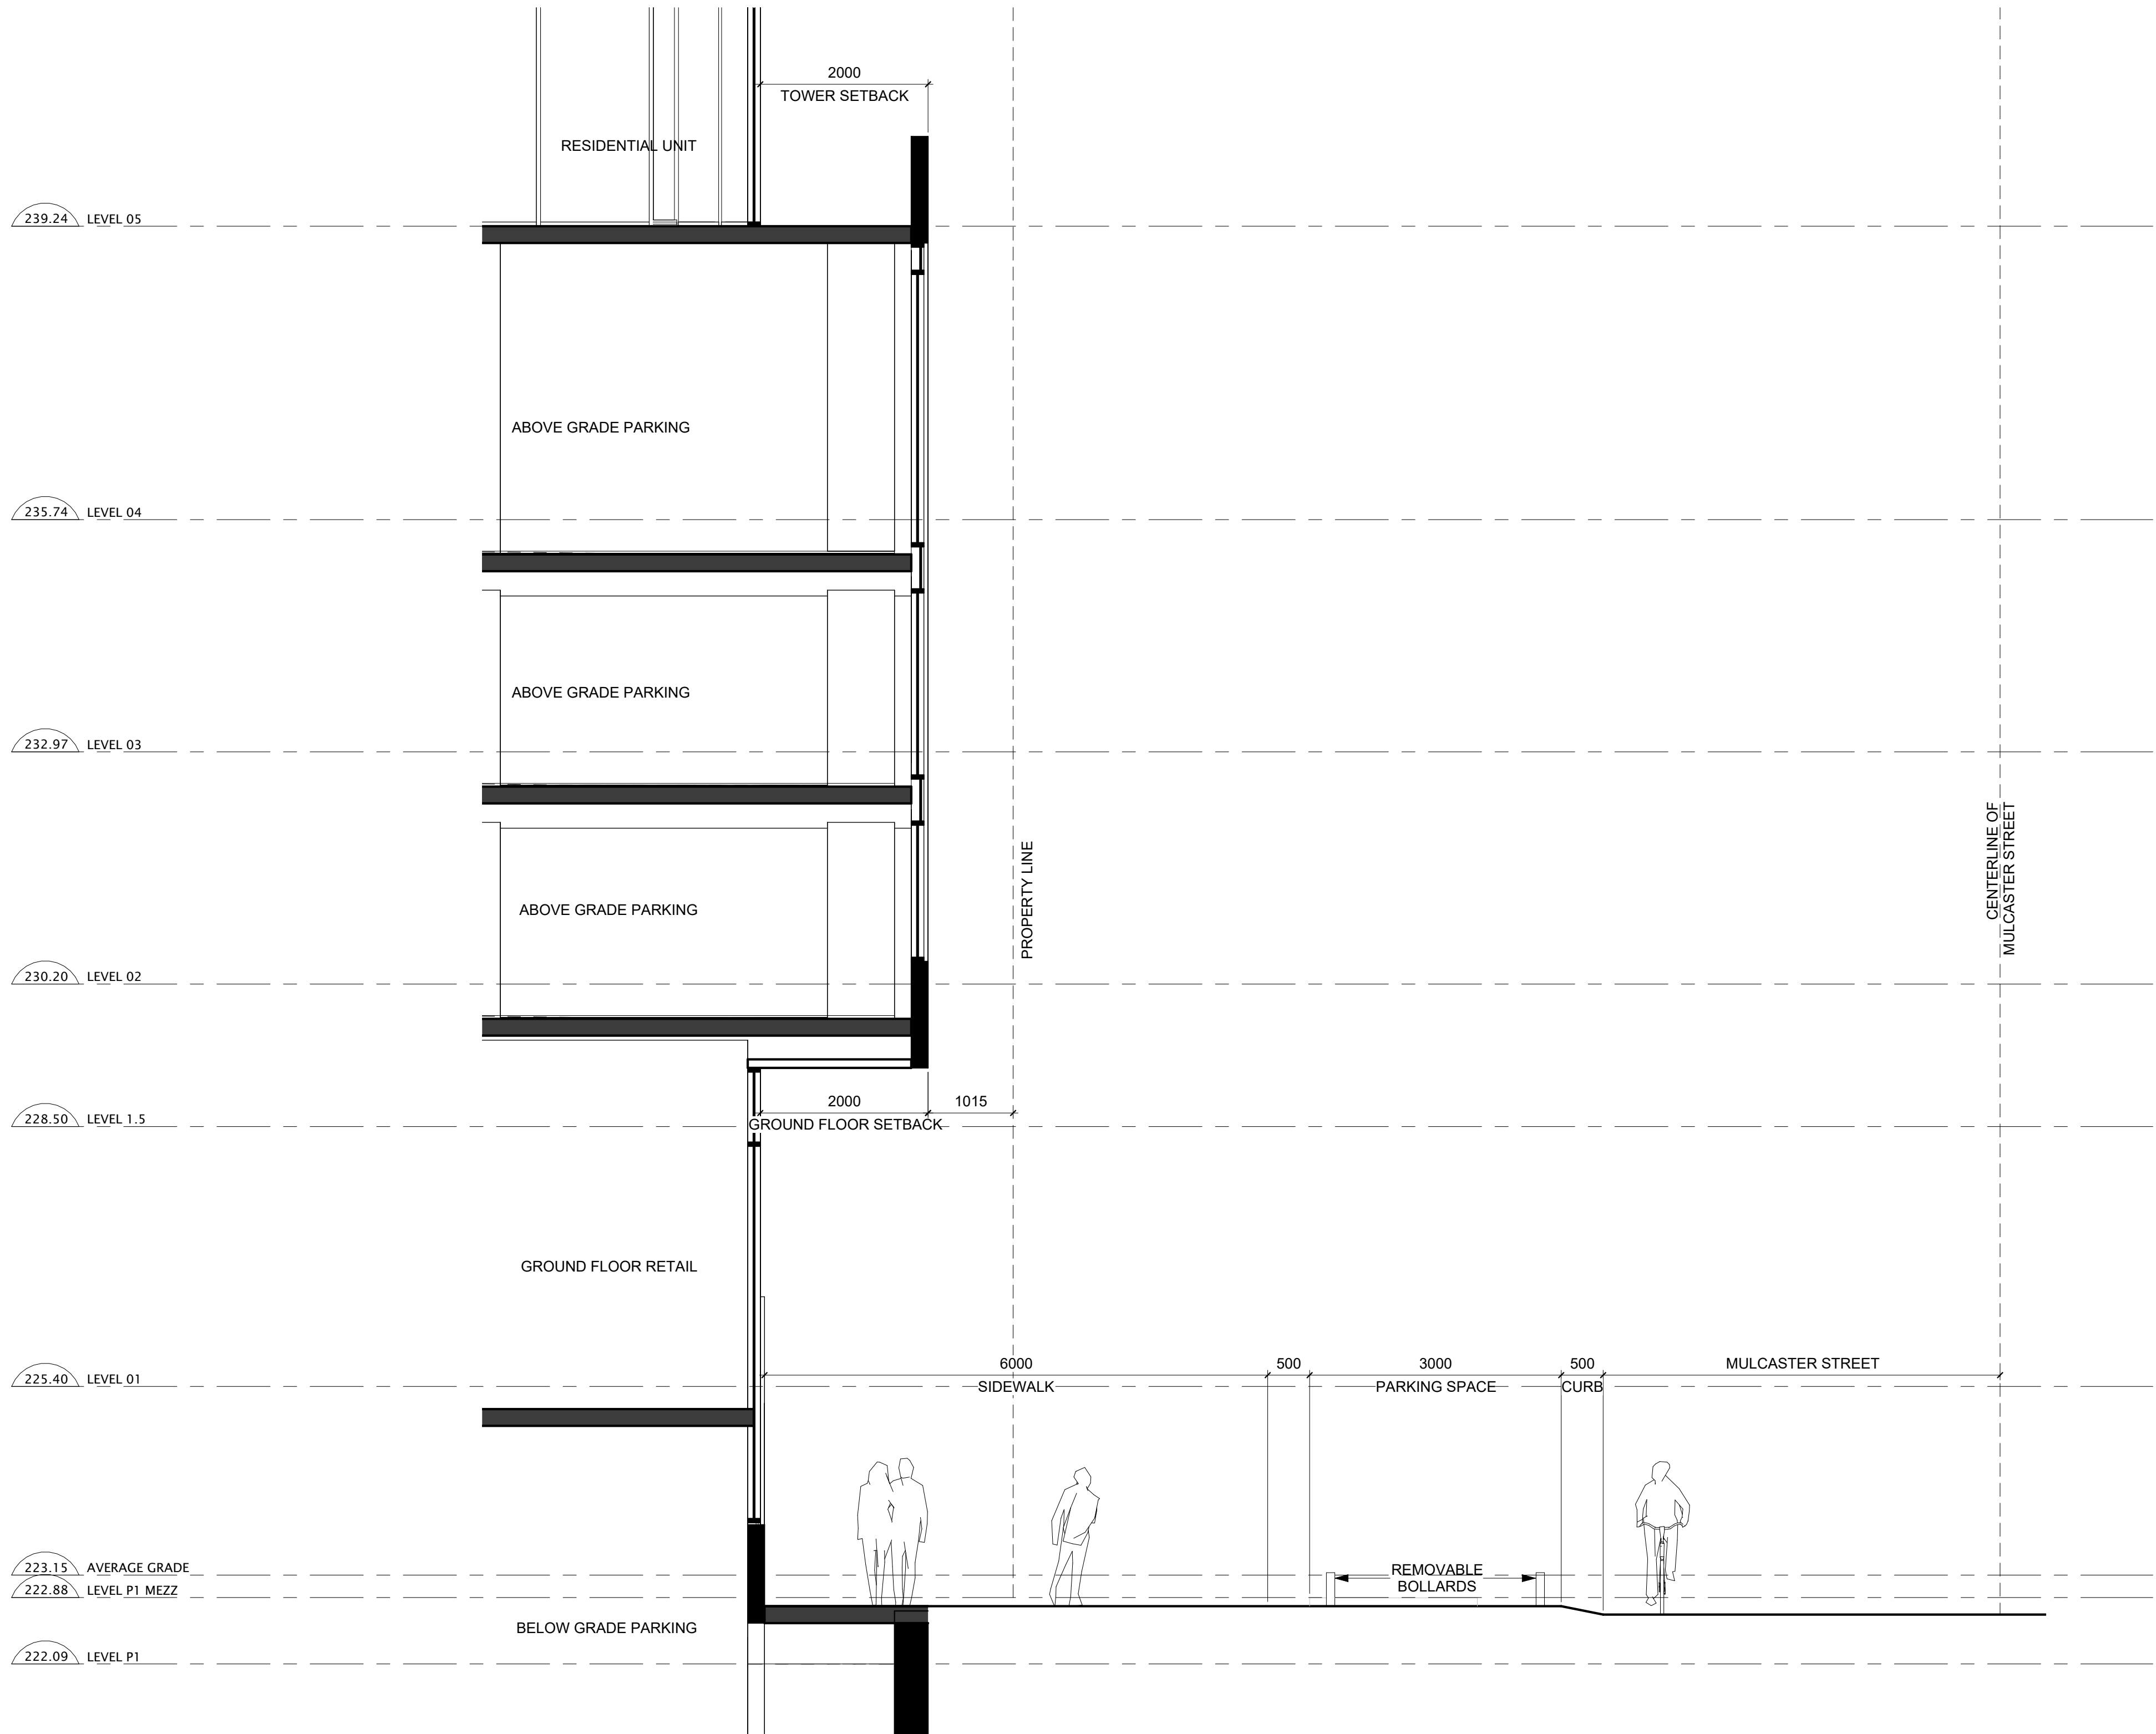 2000
TOWER SETBACK
RESIDENTIAL UNIT
239.24 LEVEL 05
ABOVE GRADE PARKING
235.74 LEVEL 04
ABOVE GRADE PARKING
232.97 LEVEL 03
PROPERTY LINE
CENTERLINE OF
MULCASTER STREET
ABOVE GRADE PARKING
230.20 LEVEL 02
2000 1015
GROUND FLOOR SETBACK
228.50 LEVEL 1.5
GROUND FLOOR RETAIL
6000 500 3000 500 MULCASTER STREET
225.40 LEVEL 01
SIDEWALK PARKING SPACE CURB
223.15 AVERAGE GRADE
REMOVABLE
BOLLARDS
222.88 LEVEL P1 MEZZ
BELOW GRADE PARKING
222.09 LEVEL P1